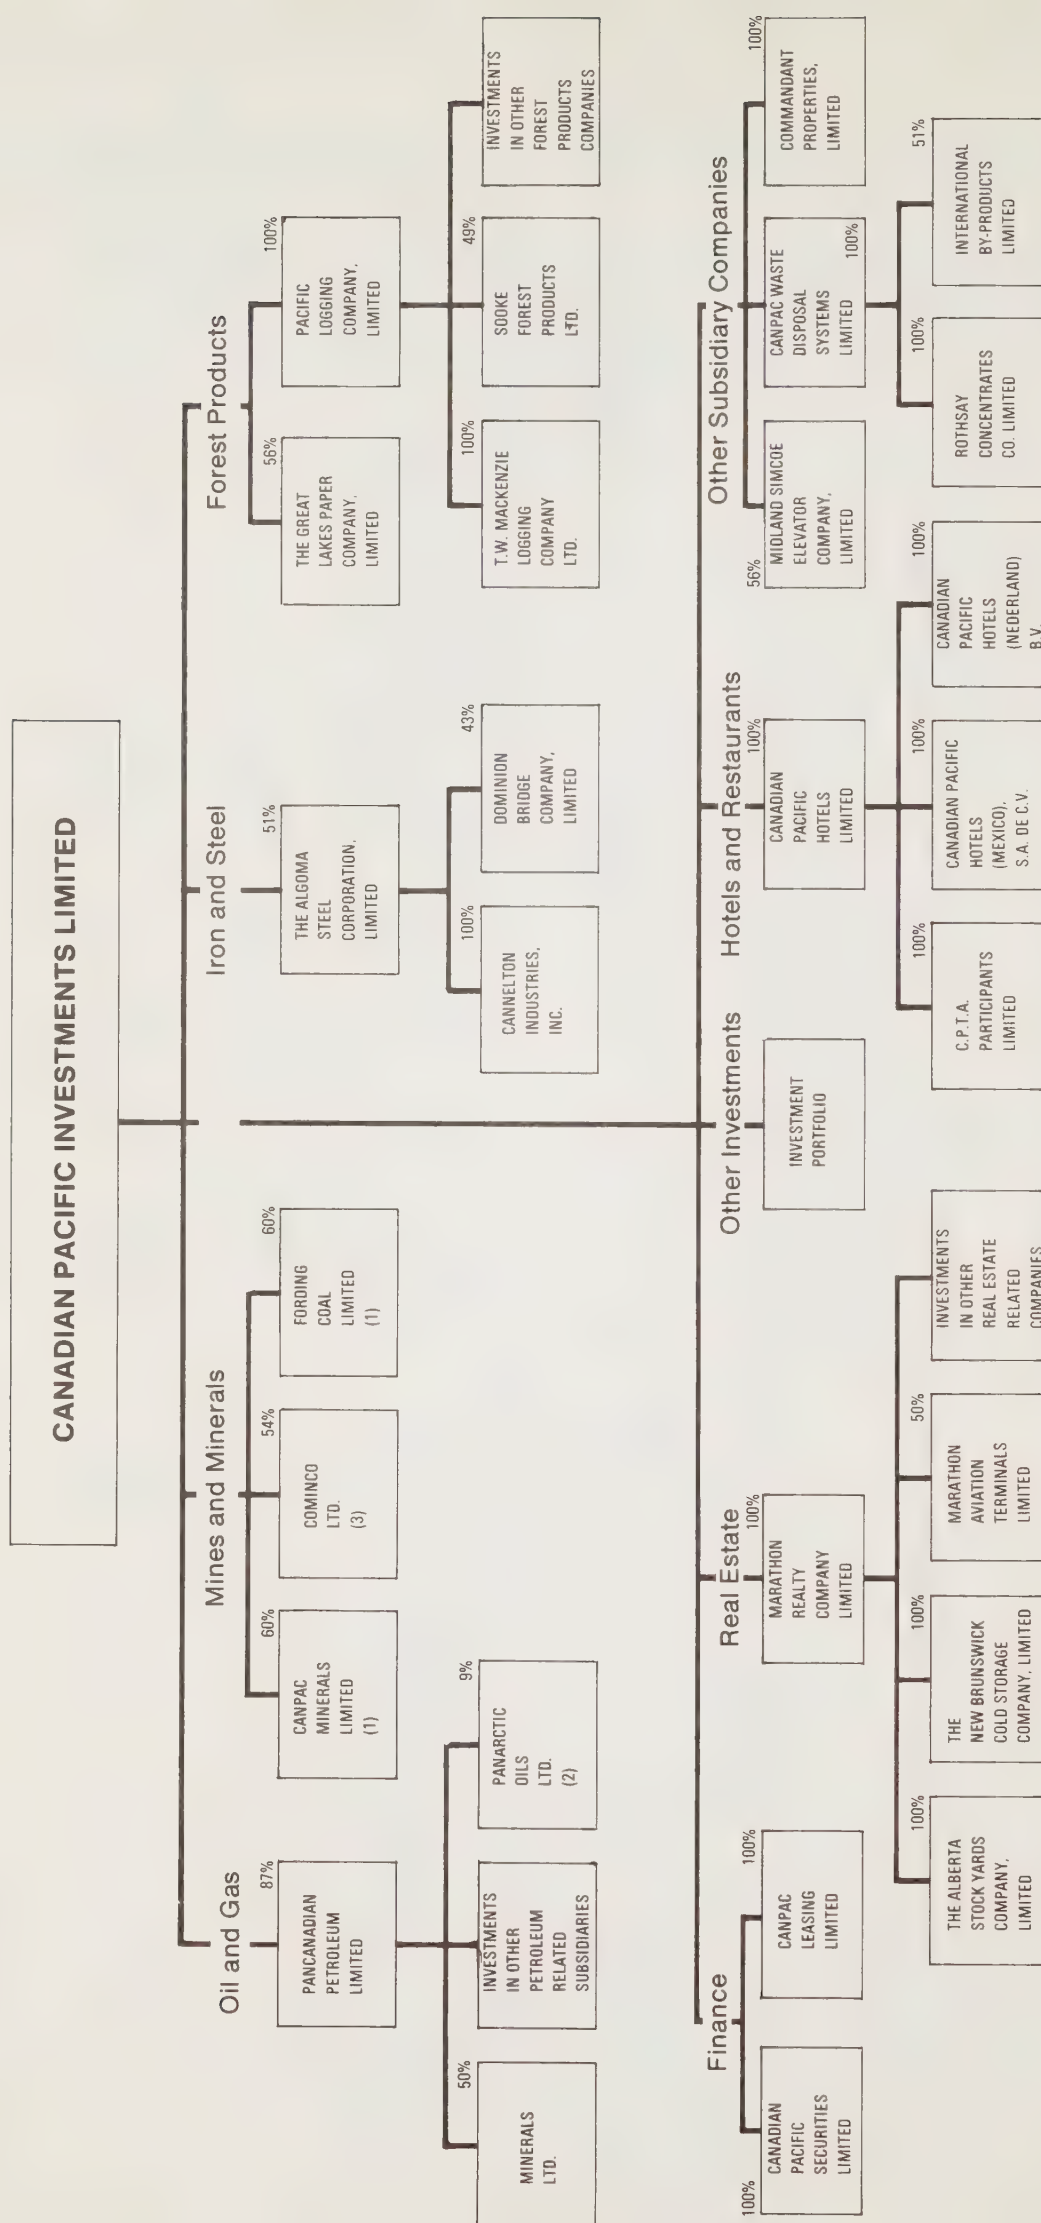 CANADIAN PACIFIC INVESTMENTS LIMITED
Oil and Gas
87%
PANCANADIAN
PETROLEUM
LIMITED
50%
MINERALS
LTD.
INVESTMENTS
IN OTHER
PETROLEUM
RELATED
SUBSIDIARIES
9%
PANARCTIC
OILS
LTD.
(2)
Mines and Minerals
60%
CANPAC
MINERALS
LIMITED
(1)
54%
COMINCO
LTD.
(3)
60%
FORDING
COAL
LIMITED
(1)
Iron and Steel
51%
THE ALGOMA
STEEL
CORPORATION,
LIMITED
100%
CANNELTON
INDUSTRIES,
INC.
43%
DOMINION
BRIDGE
COMPANY,
LIMITED
Forest Products
56%
THE GREAT
LAKES PAPER
COMPANY,
LIMITED
100%
PACIFIC
LOGGING
COMPANY,
LIMITED
100%
T.W. MACKENZIE
LOGGING
COMPANY
LTD.
49%
SOOKE
FOREST
PRODUCTS
LTD.
INVESTMENTS
IN OTHER
FOREST
PRODUCTS
COMPANIES
Finance
100%
CANADIAN
PACIFIC
SECURITIES
LIMITED
100%
CANPAC
LEASING
LIMITED
Real Estate
100%
MARATHON
REALTY
COMPANY
LIMITED
100%
THE ALBERTA
STOCK YARDS
COMPANY,
LIMITED
100%
THE
NEW BRUNSWICK
COLD STORAGE
COMPANY, LIMITED
50%
MARATHON
AVIATION
TERMINALS
LIMITED
INVESTMENTS
IN OTHER
REAL ESTATE
RELATED
COMPANIES
Other Investments
INVESTMENT
PORTFOLIO
Hotels and Restaurants
100%
CANADIAN
PACIFIC
HOTELS
LIMITED
100%
C.P.T.A.
PARTICIPANTS
LIMITED
100%
CANADIAN PACIFIC
HOTELS
(MEXICO),
S.A. DE C.V.
100%
CANADIAN
PACIFIC
HOTELS
(NEDERLAND)
B.V.
Other Subsidiary Companies
56%
MIDLAND SIMCOE
ELEVATOR
COMPANY,
LIMITED
CANPAC WASTE
DISPOSAL
SYSTEMS
LIMITED
100%
100%
COMMANDANT
PROPERTIES,
LIMITED
100%
ROTHSAY
CONCENTRATES
CO. LIMITED
51%
INTERNATIONAL
BY-PRODUCTS
LIMITED